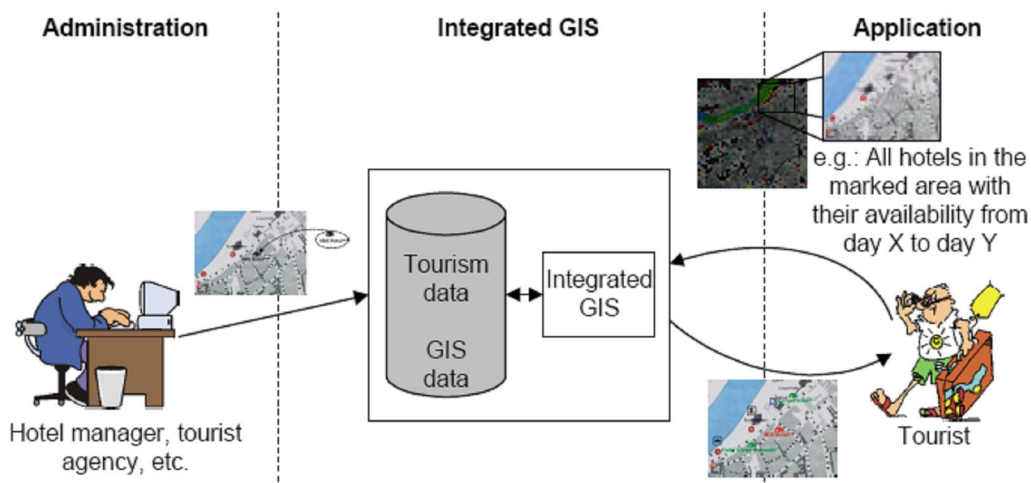 Administration
Integrated GIS
Application
e.g.: All hotels in the
marked area with
their availability from
day X to day Y
Tourism
data
GIS
data
Integrated
GIS
Hotel manager, tourist
agency, etc.
Tourist